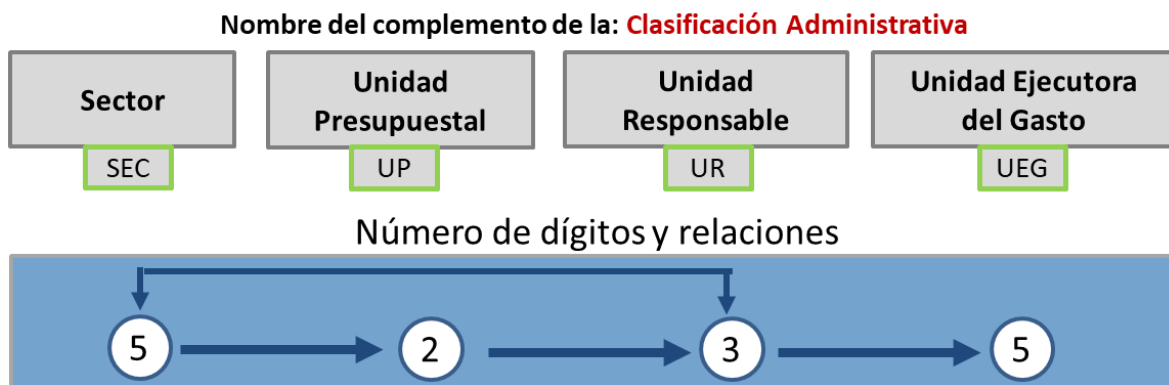 Nombre del complemento de la: Clasificación Administrativa
Sector
Unidad
Presupuestal
Unidad
Responsable
Unidad Ejecutora
del Gasto
SEC
UP
UR
UEG
Número de dígitos y relaciones
5
2
3
5